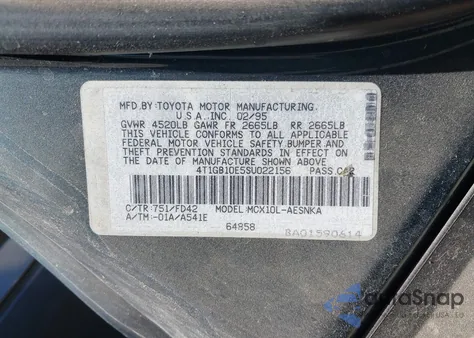 MFD.BY:TOYOTA MOTOR MANUFACTURING,
U.S.A., INC. 02/95
GVWR 4520LB GAWR FR 2665LB RR 2665LB
THIS VEHICLE CONFORMS TO ALL APPLICABLE
FEDERAL MOTOR VEHICLE SAFETY,BUMPER,AND
THEFT PREVENTION STANDARDS IN EFFECT ON
THE DATE OF MANUFACTURE SHOWN ABOVE.
4T1GB10E5SU022156 PASS.CAR
C/TR:751/FD42 MODEL:MCX10L-AESNKA
A/TM:-01A/A541E
64858 BAO1590614
AutoSnap